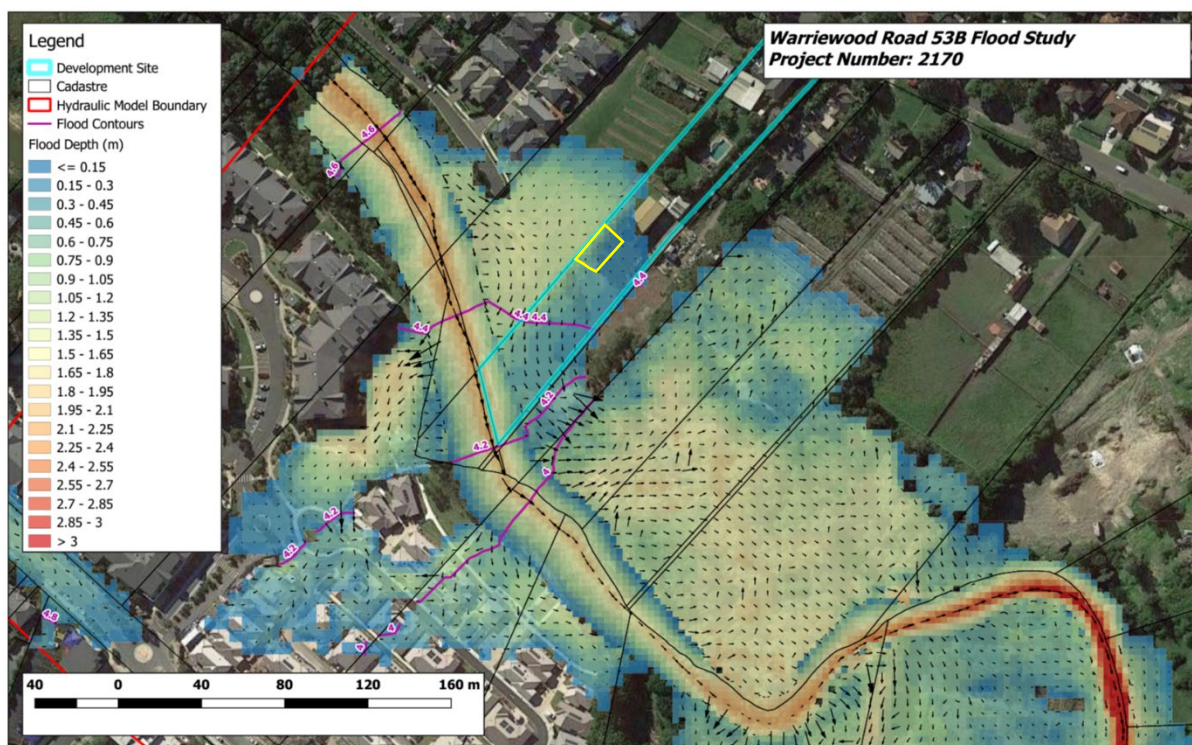 Legend
Development Site
Cadastre
Hydraulic Model Boundary
Flood Contours
Flood Depth (m)
<= 0.15
0.15 - 0.3
0.3 - 0.45
0.45 - 0.6
0.6 - 0.75
0.75 - 0.9
0.9 - 1.05
1.05 - 1.2
1.2 - 1.35
1.35 - 1.5
1.5 - 1.65
1.65 - 1.8
1.8 - 1.95
1.95 - 2.1
2.1 - 2.25
2.25 - 2.4
2.4 - 2.55
2.55 - 2.7
2.7 - 2.85
2.85 - 3
> 3
Warriewood Road 53B Flood Study
Project Number: 2170
4.6
4.6
4.4
4.4
4.4 4.4
4.2
4.2
4
4.2
4.2
4.8
4
4
40 0 40 80 120 160 m